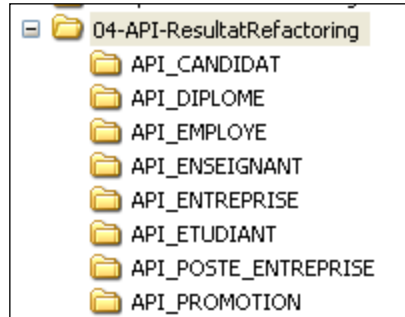 04-API-ResultatRefactoring
API_CANDIDAT
API_DIPLOME
API_EMPLOYE
API_ENSEIGNANT
API_ENTREPRISE
API_ETUDIANT
API_POSTE_ENTREPRISE
API_PROMOTION